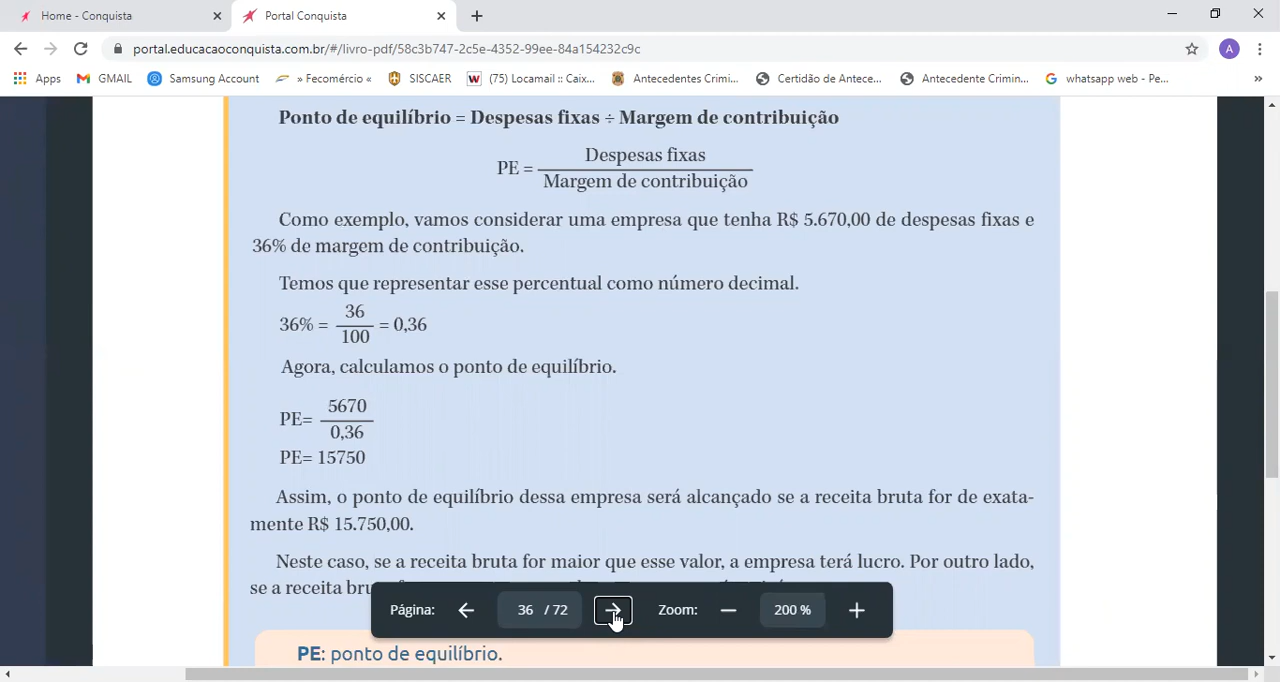 Home - Conquista
Portal Conquista
portal.educacaoconquista.com.br/#/livro-pdf/58c3b747-2c5e-4352-99ee-84a154232c9c
A
Apps GMAIL Samsung Account » Fecomércio « SISCAER (75) Locamail :: Caix... Antecedentes Crimi... Certidão de Antece... Antecedente Crimin... whatsapp web - Pe... »
Ponto de equilíbrio = Despesas fixas ÷ Margem de contribuição
Despesas fixas
PE =
Margem de contribuição
Como exemplo, vamos considerar uma empresa que tenha R$ 5.670,00 de despesas fixas e
36% de margem de contribuição.
Temos que representar esse percentual como número decimal.
36
36% = = 0,36
100
Agora, calculamos o ponto de equilíbrio.
5670
PE=
0,36
PE= 15750
Assim, o ponto de equilíbrio dessa empresa será alcançado se a receita bruta for de exata-
mente R$ 15.750,00.
Neste caso, se a receita bruta for maior que esse valor, a empresa terá lucro. Por outro lado,
se a receita bru
Página: 36 / 72 Zoom: 200 %
PE: ponto de equilíbrio.